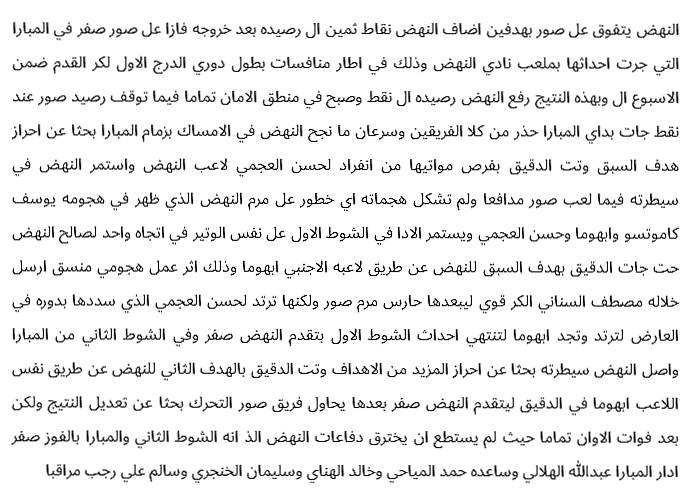 النهض يتفوق عل صور بهدفين اضاف النهض نقاط ثمين ال رصيده بعد خروجه فازا عل صور صفر في المبارا
التي جرت احداثها بملعب نادي النهض وذلك في اطار منافسات بطول دوري الدرج الاول لكر القدم ضمن
الاسبوع ال وبهذه النتيج رفع النهض رصيده ال نقط وصبح في منطق الامان تماما فيما توقف رصيد صور عند
نقط جات بداي المبارا حذر من كلا الفريقين وسرعان ما نجح النهض في الامساك بزمام المبارا بحثا عن احراز
هدف السبق وتت الدقيق بفرص مواتيها من انفراد لحسن العجمي لاعب النهض واستمر النهض في
سيطرته فيما لعب صور مدافعا ولم تشكل هجماته اي خطور عل مرم النهض الذي ظهر في هجومه يوسف
كاموتسو وابهوما وحسن العجمي ويستمر الادا في الشوط الاول عل نفس الوتير في اتجاه واحد لصالح النهض
حت جات الدقيق بهدف السبق للنهض عن طريق لاعبه الاجنبي ابهوما وذلك اثر عمل هجومي منسق ارسل
خلاله مصطف السناني الكر قوي ليبعدها حارس مرم صور ولكنها ترتد لحسن العجمي الذي سددها بدوره في
العارض لترتد وتجد ابهوما لتنتهي احداث الشوط الاول بتقدم النهض صفر وفي الشوط الثاني من المبارا
واصل النهض سيطرته بحثا عن احراز المزيد من الاهداف وتت الدقيق بالهدف الثاني للنهض عن طريق نفس
اللاعب ابهوما في الدقيق ليتقدم النهض صفر بعدها يحاول فريق صور التحرك بحثا عن تعديل النتيج ولكن
بعد فوات الاوان تماما حيث لم يستطع ان يخترق دفاعات النهض الذ انه الشوط الثاني والمبارا بالفوز صفر
ادار المبارا عبدالله الهلالي وساعده حمد المياحي وخالد الهناي وسليمان الخنجري وسالم علي رجب مراقبا